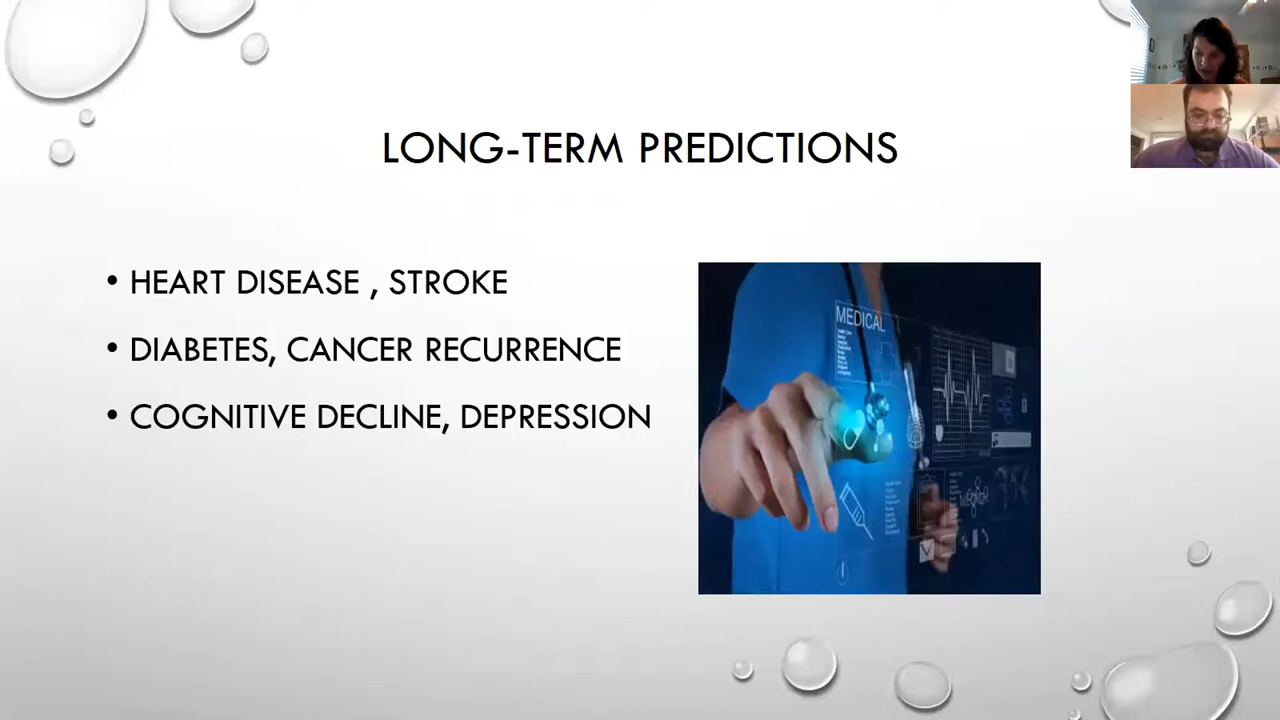 LONG-TERM PREDICTIONS
• HEART DISEASE , STROKE
• DIABETES, CANCER RECURRENCE
• COGNITIVE DECLINE, DEPRESSION
MEDICAL